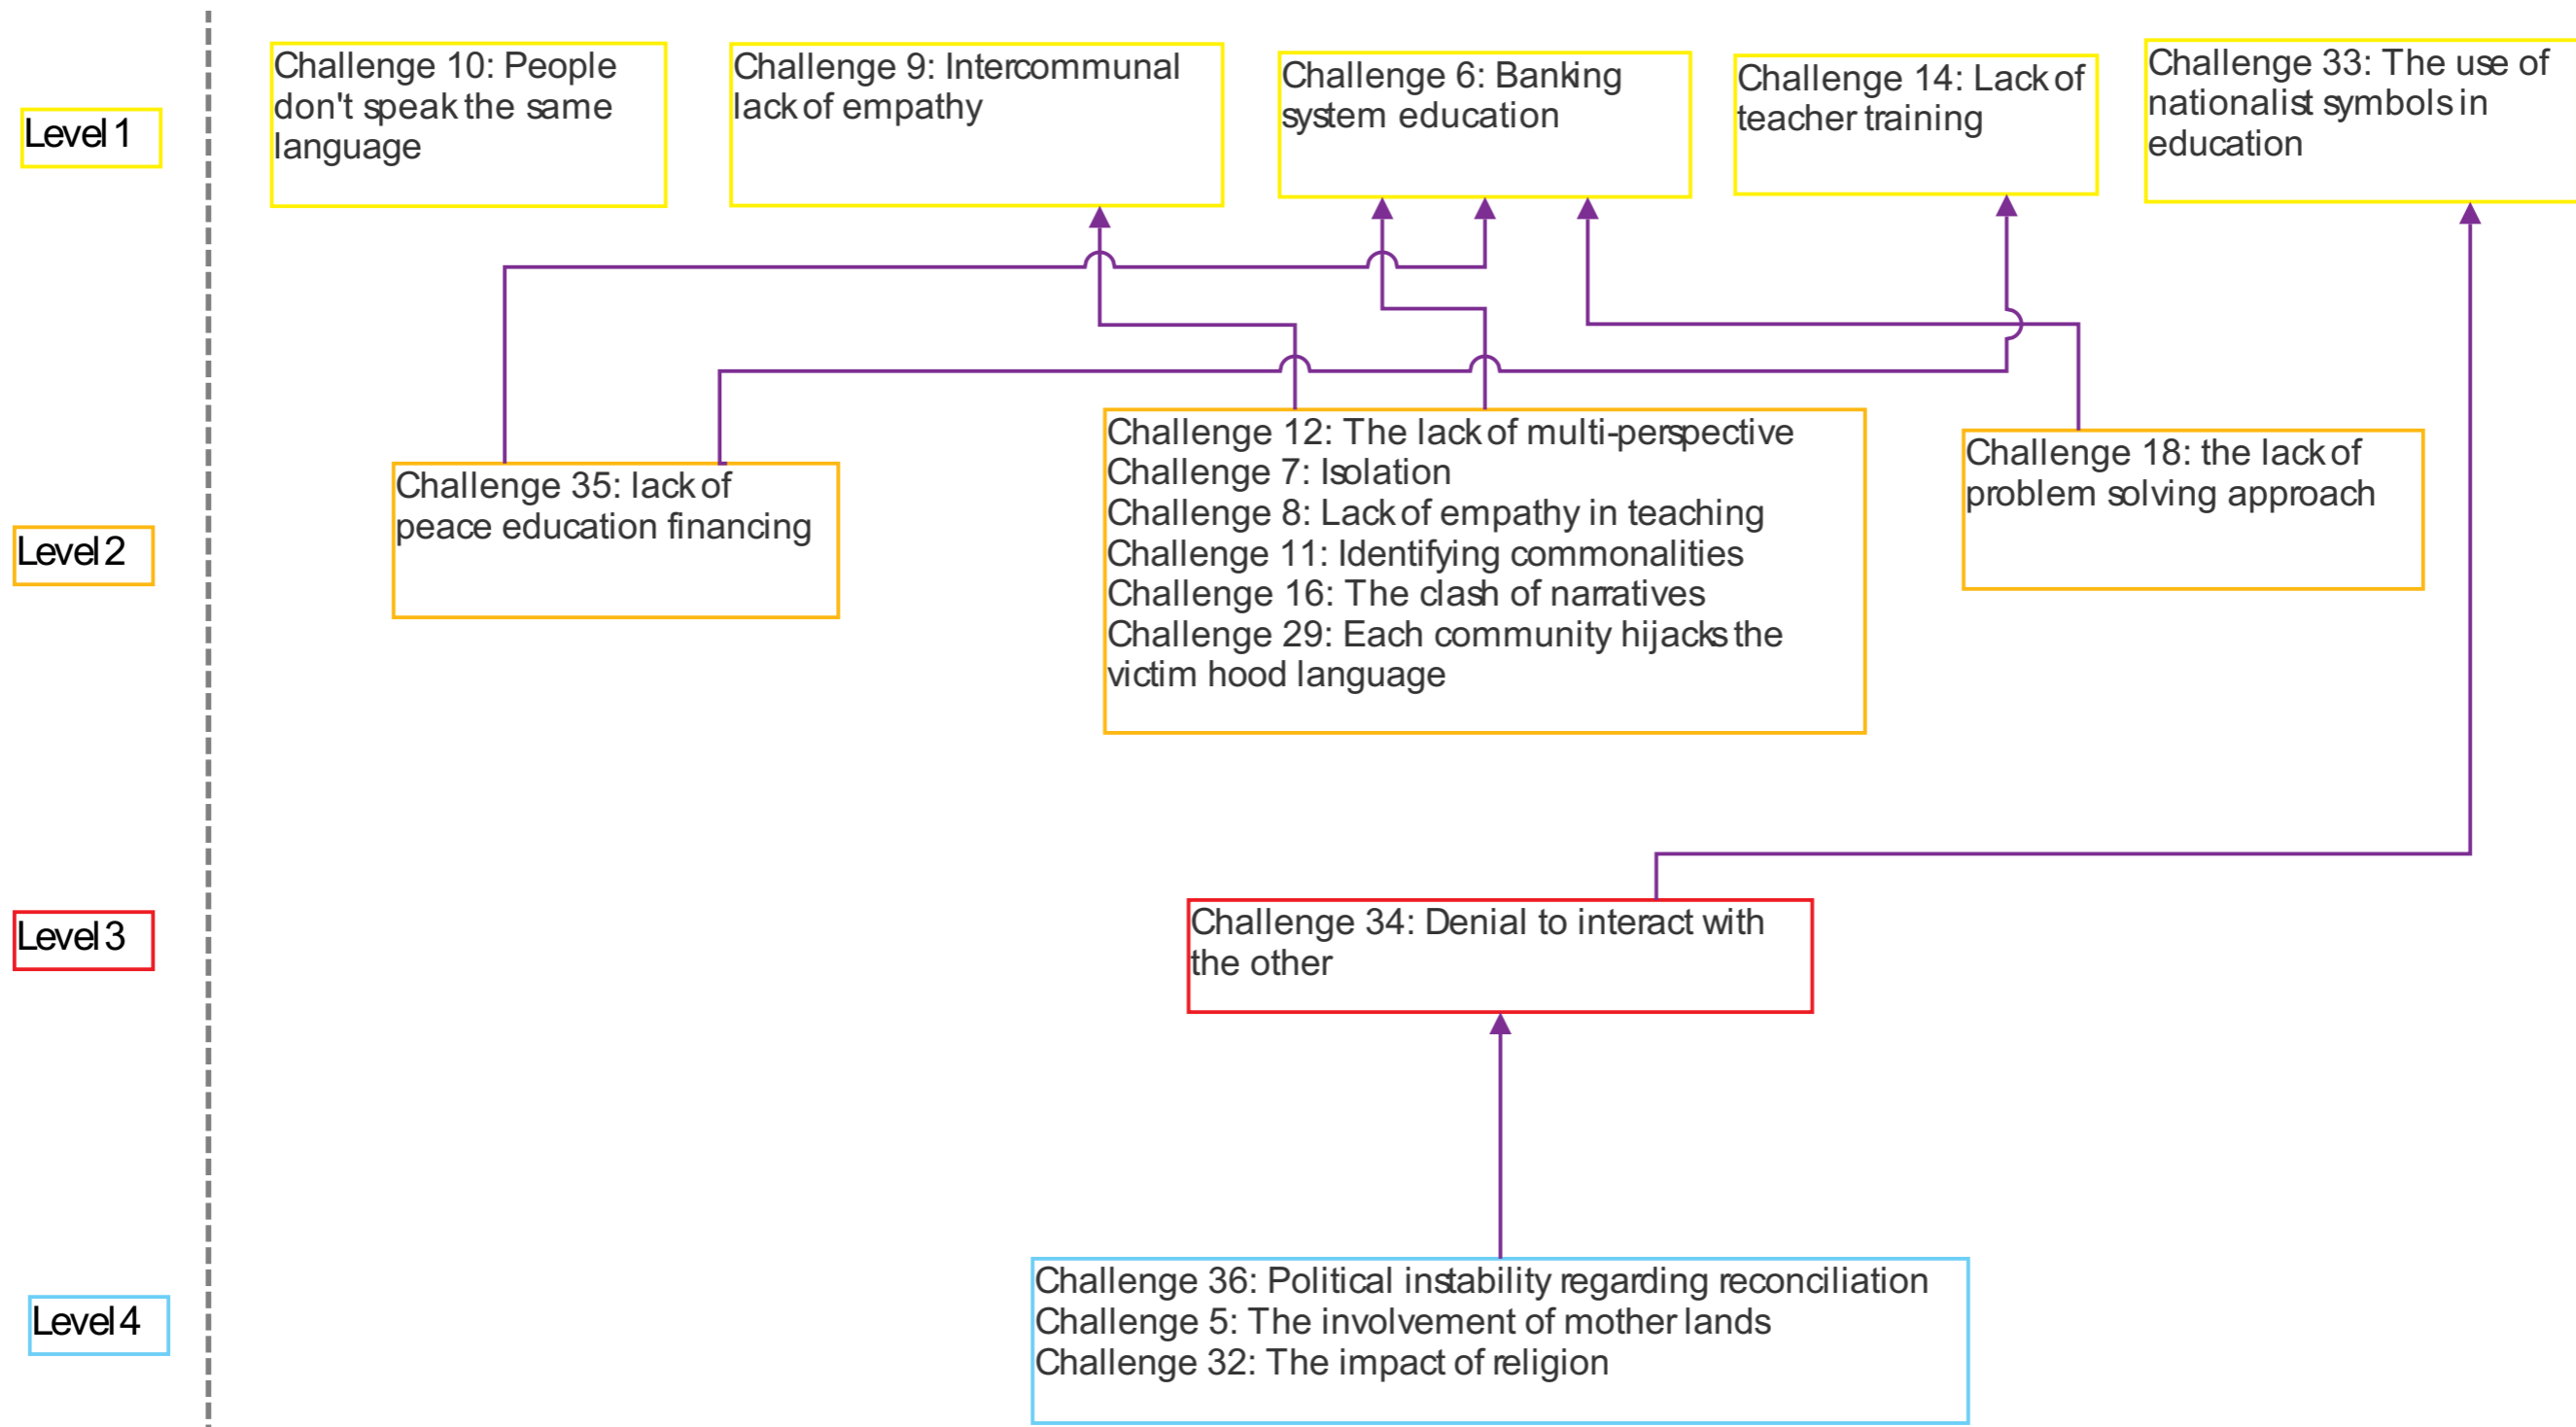 Level 1
Challenge 10: People
don't speak the same
language
Challenge 9: Intercommunal
lack of empathy
Challenge 6: Banking
system education
Challenge 14: Lack of
teacher training
Challenge 33: The use of
nationalist symbols in
education
Level 2
Challenge 35: lack of
peace education financing
Challenge 12: The lack of multi-perspective
Challenge 7: Isolation
Challenge 8: Lack of empathy in teaching
Challenge 11: Identifying commonalities
Challenge 16: The clash of narratives
Challenge 29: Each community hijacks the
victim hood language
Challenge 18: the lack of
problem solving approach
Level 3
Challenge 34: Denial to interact with
the other
Level 4
Challenge 36: Political instability regarding reconciliation
Challenge 5: The involvement of mother lands
Challenge 32: The impact of religion